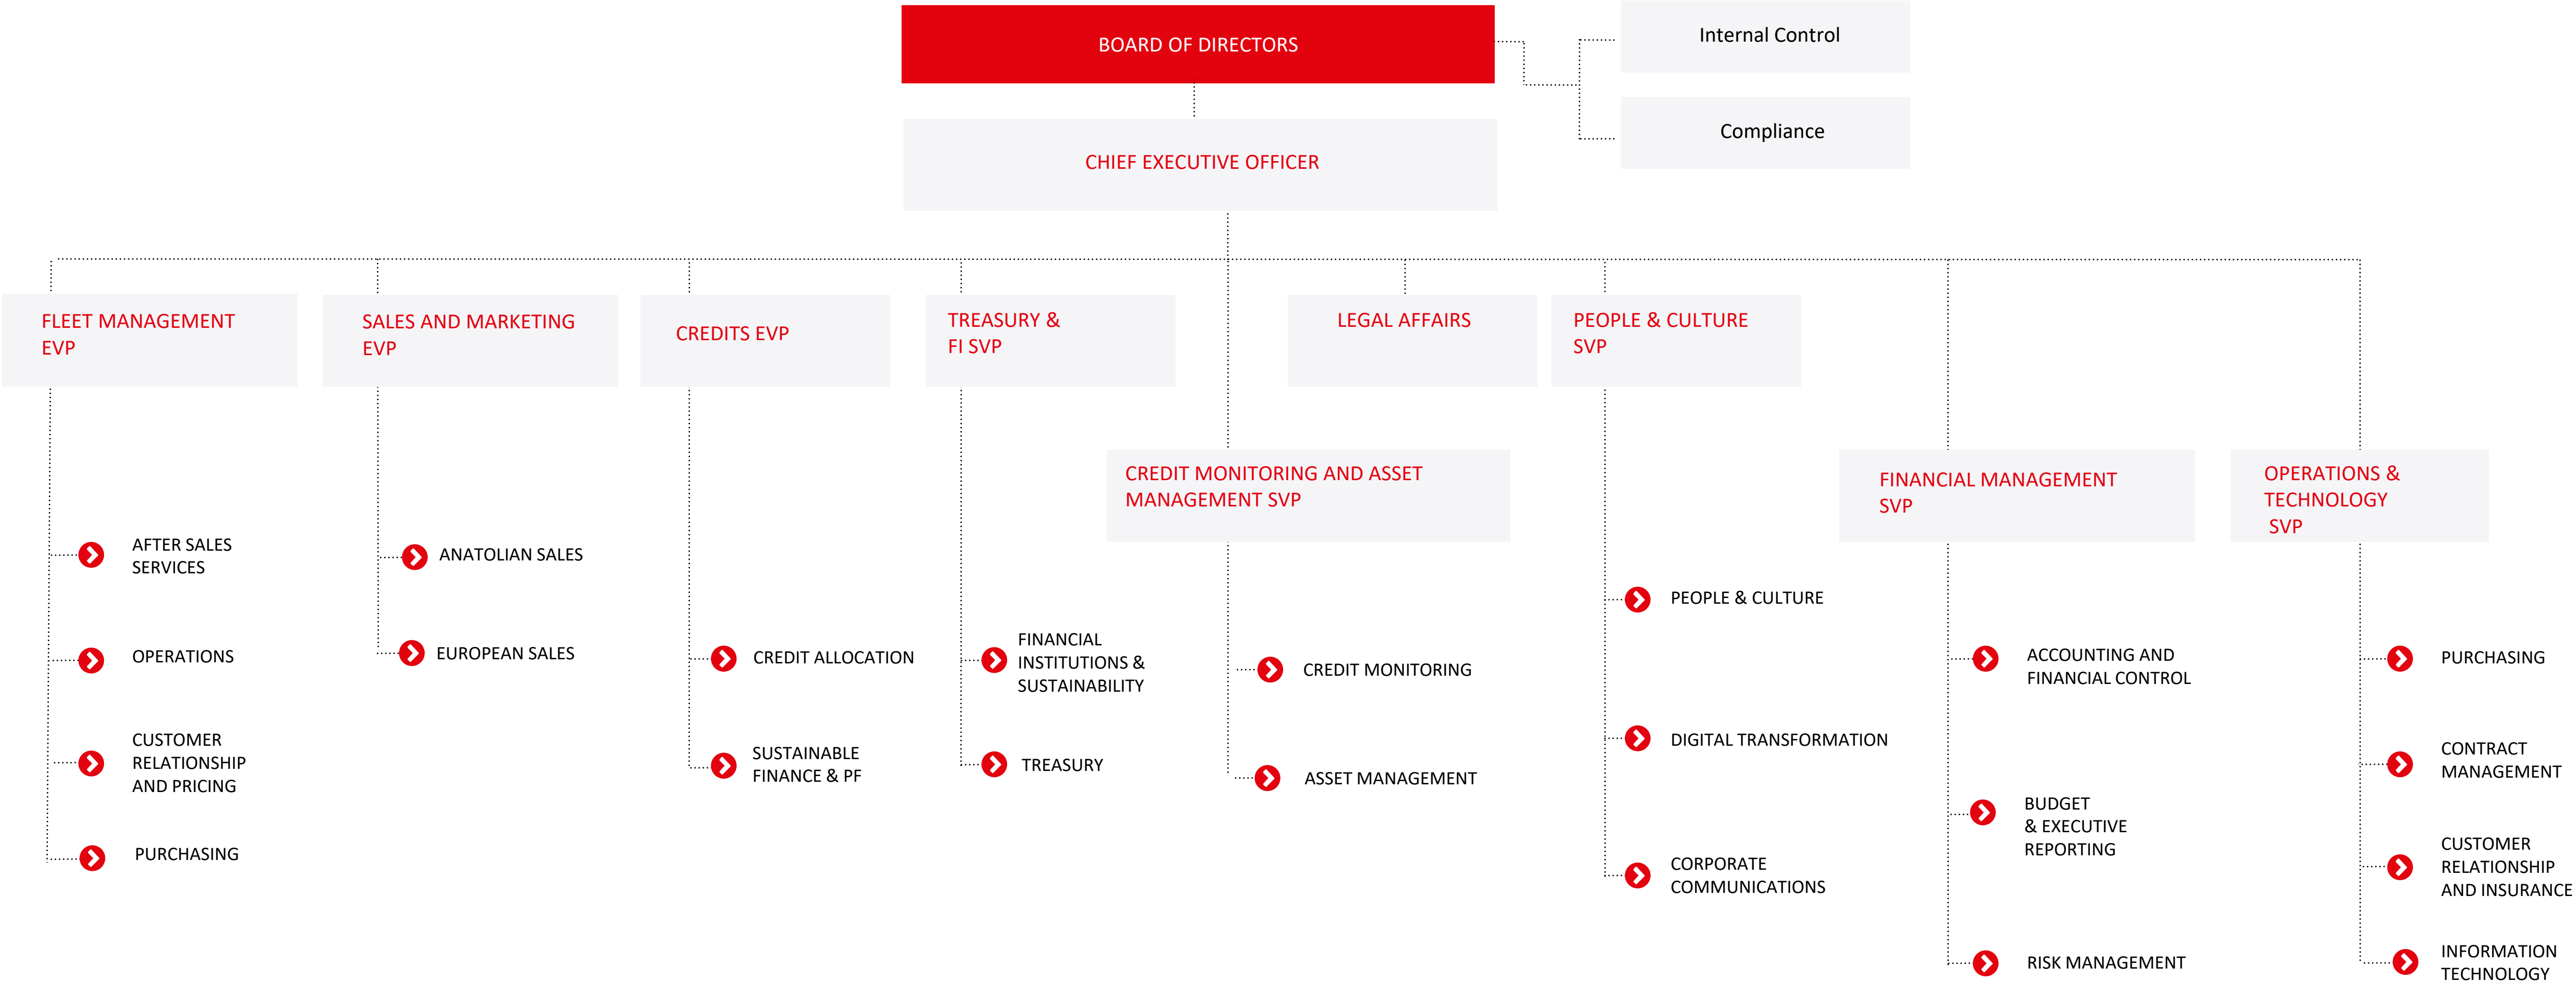 BOARD OF DIRECTORS
Internal Control
Compliance
CHIEF EXECUTIVE OFFICER
FLEET MANAGEMENT
EVP
SALES AND MARKETING
EVP
CREDITS EVP
TREASURY &
FI SVP
LEGAL AFFAIRS
PEOPLE & CULTURE
SVP
CREDIT MONITORING AND ASSET
MANAGEMENT SVP
FINANCIAL MANAGEMENT
SVP
OPERATIONS &
TECHNOLOGY
SVP
AFTER SALES
SERVICES
OPERATIONS
CUSTOMER
RELATIONSHIP
AND PRICING
PURCHASING
ANATOLIAN SALES
EUROPEAN SALES
CREDIT ALLOCATION
SUSTAINABLE
FINANCE & PF
FINANCIAL
INSTITUTIONS &
SUSTAINABILITY
TREASURY
CREDIT MONITORING
ASSET MANAGEMENT
PEOPLE & CULTURE
DIGITAL TRANSFORMATION
CORPORATE
COMMUNICATIONS
ACCOUNTING AND
FINANCIAL CONTROL
BUDGET
& EXECUTIVE
REPORTING
RISK MANAGEMENT
PURCHASING
CONTRACT
MANAGEMENT
CUSTOMER
RELATIONSHIP
AND INSURANCE
INFORMATION
TECHNOLOGY